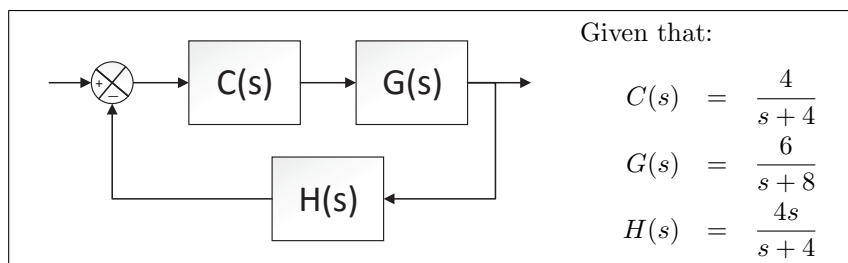 Given that:
C(s)
G(s)
H(s)
+
−
C(s) = 4/(s + 4)
G(s) = 6/(s + 8)
H(s) = 4s/(s + 4)